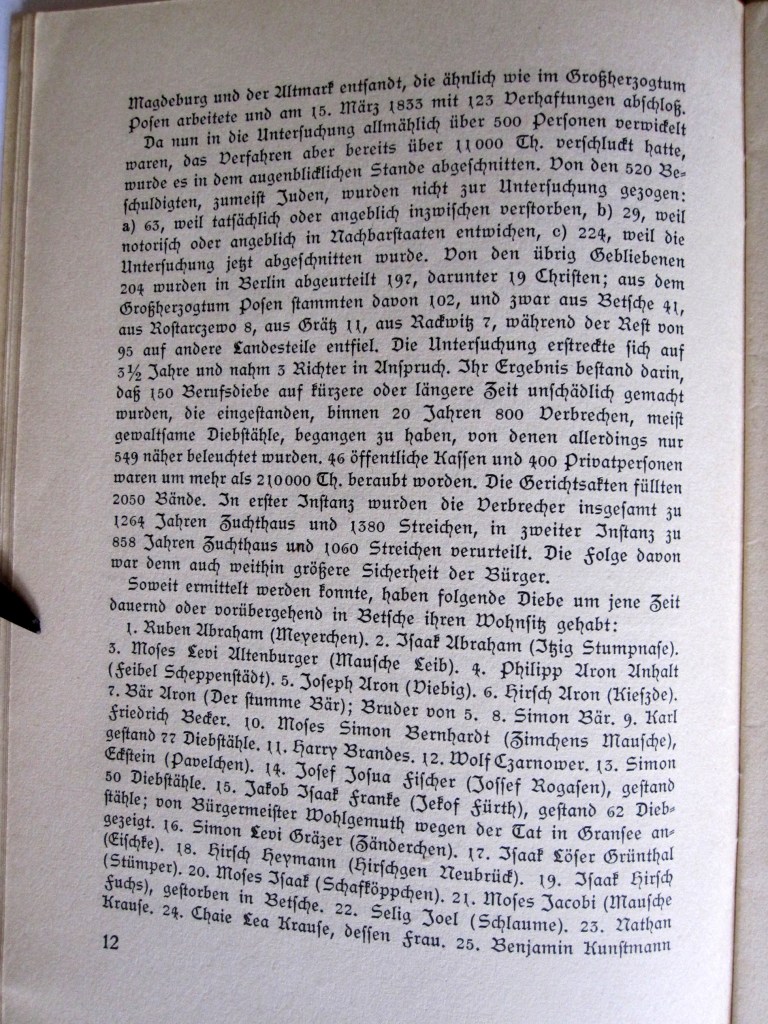 Magdeburg und der Altmark entsandt, die ähnlich wie im Großherzogtum
Posen arbeitete und am 15. März 1833 mit 123 Verhaftungen abschloß.
Da nun in die Untersuchung allmählich über 500 Personen verwickelt
waren, das Verfahren aber bereits über 11000 Th. verschluckt hatte,
wurde es in dem augenblicklichen Stande abgeschnitten. Von den 520 Be-
schuldigten, zumeist Juden, wurden nicht zur Untersuchung gezogen:
a) 63, weil tatsächlich oder angeblich inzwischen verstorben, b) 29, weil
notorisch oder angeblich in Nachbarstaaten entwichen, c) 224, weil die
Untersuchung jetzt abgeschnitten wurde. Von den übrig Gebliebenen
204 wurden in Berlin abgeurteilt 197, darunter 19 Christen; aus dem
Großherzogtum Posen stammten davon 102, und zwar aus Betsche 41,
aus Rostarczewo 8, aus Grätz 11, aus Rackwitz 7, während der Rest von
95 auf andere Landesteile entfiel. Die Untersuchung erstreckte sich auf
3½ Jahre und nahm 3 Richter in Anspruch. Ihr Ergebnis bestand darin,
daß 150 Berufsdiebe auf kürzere oder längere Zeit unschädlich gemacht
wurden, die eingestanden, binnen 20 Jahren 800 Verbrechen, meist
gewaltsame Diebstähle, begangen zu haben, von denen allerdings nur
549 näher beleuchtet wurden. 46 öffentliche Kassen und 400 Privatpersonen
waren um mehr als 210000 Th. beraubt worden. Die Gerichtsakten füllten
2050 Bände. In erster Instanz wurden die Verbrecher insgesamt zu
1264 Jahren Zuchthaus und 1380 Streichen, in zweiter Instanz zu
858 Jahren Zuchthaus und 1060 Streichen verurteilt. Die Folge davon
war denn auch weithin größere Sicherheit der Bürger.
Soweit ermittelt werden konnte, haben folgende Diebe um jene Zeit
dauernd oder vorübergehend in Betsche ihren Wohnsitz gehabt:
1. Ruben Abraham (Meyerchen). 2. Isaak Abraham (Itzig Stumpnase).
3. Moses Levi Altenburger (Mausche Leib). 4. Philipp Aron Anhalt
(Feibel Scheppenstädt). 5. Joseph Aron (Viebig). 6. Hirsch Aron (Kiefzde).
7. Bär Aron (Der stumme Bär); Bruder von 5. 8. Simon Bär. 9. Karl
Friedrich Becker. 10. Moses Simon Bernhardt (Zimchens Mausche),
gestand 77 Diebstähle. 11. Harry Brandes. 12. Wolf Czarnower. 13. Simon
Eckstein (Pavelchen). 14. Josef Josua Fischer (Jossef Rogasen), gestand
50 Diebstähle. 15. Jakob Isaak Franke (Jekof Fürth), gestand 62 Dieb-
stähle; von Bürgermeister Wohlgemuth wegen der Tat in Gransee an-
gezeigt. 16. Simon Levi Gräzer (Zänderchen). 17. Isaak Löser Grünthal
(Eischke). 18. Hirsch Heymann (Hirschgen Neubrück). 19. Isaak Hirsch
(Stümper). 20. Moses Isaak (Schafköppchen). 21. Moses Jacobi (Mausche
Fuchs), gestorben in Betsche. 22. Selig Joel (Schlaume). 23. Nathan
Krause. 24. Chaie Lea Krause, dessen Frau. 25. Benjamin Kunstmann
12